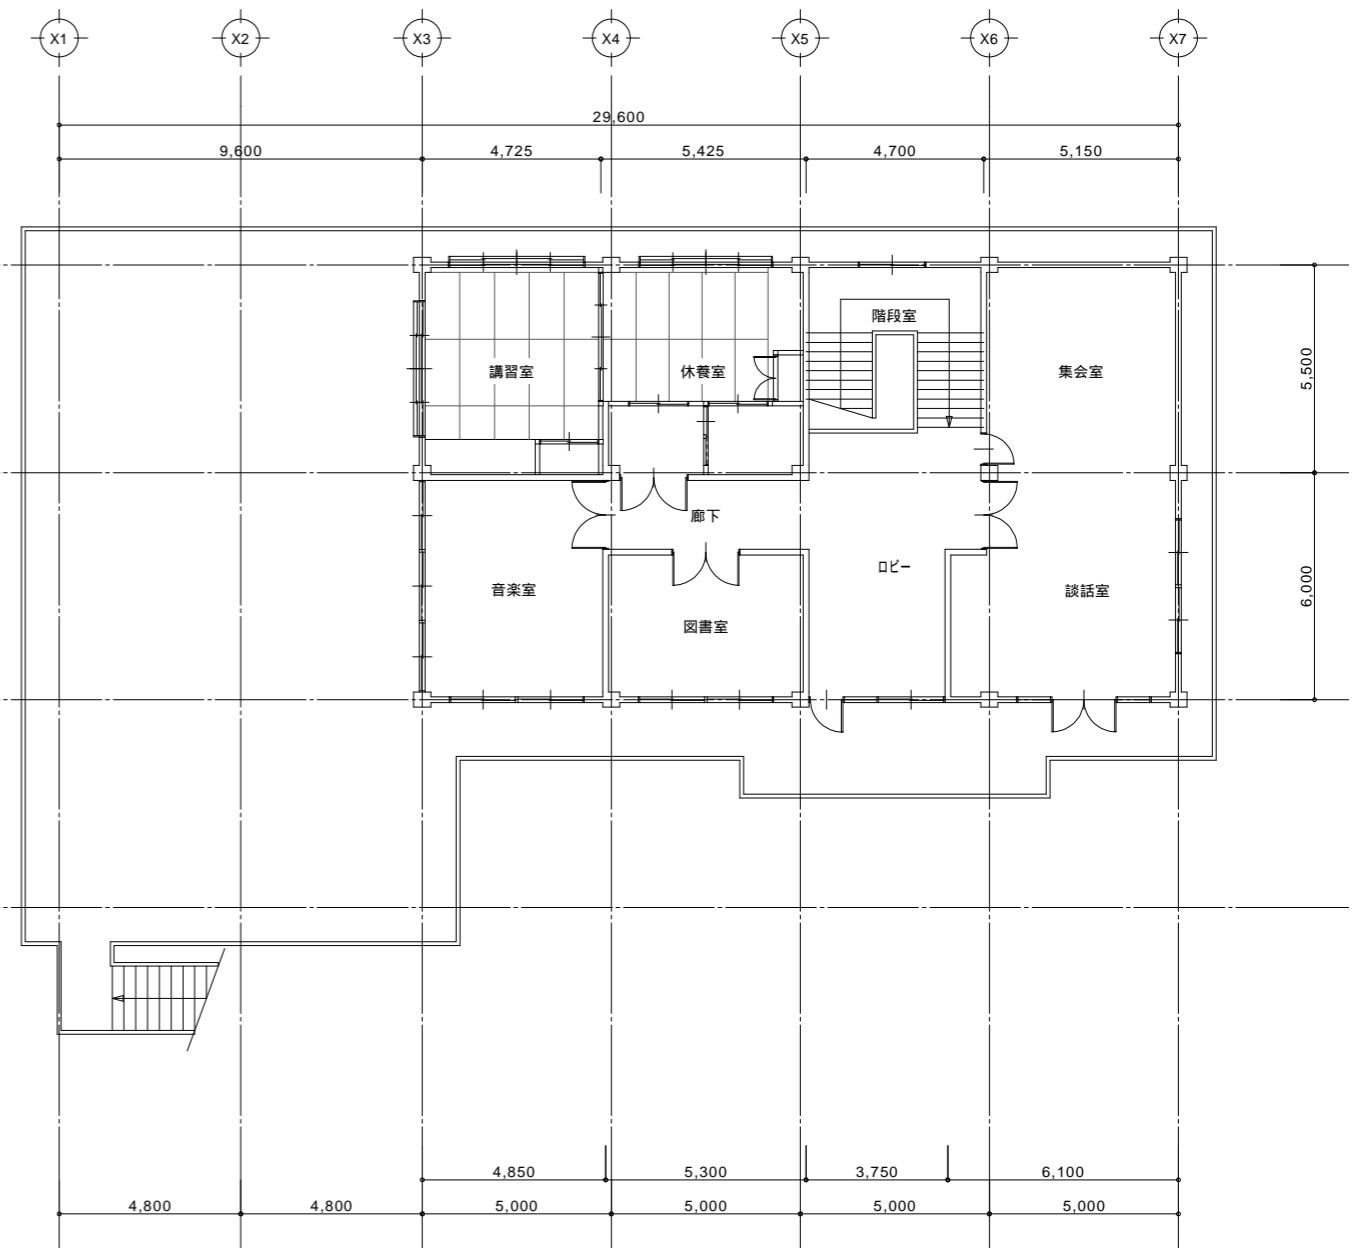 X1 X2 X3 X4 X5 X6 X7
29,600
9,600 4,725 5,425 4,700 5,150
階段室
講習室 休養室 集会室
5,500
廊下
ロビー
音楽室 談話室
6,000
図書室
4,850 5,300 3,750 6,100
4,800 4,800 5,000 5,000 5,000 5,000